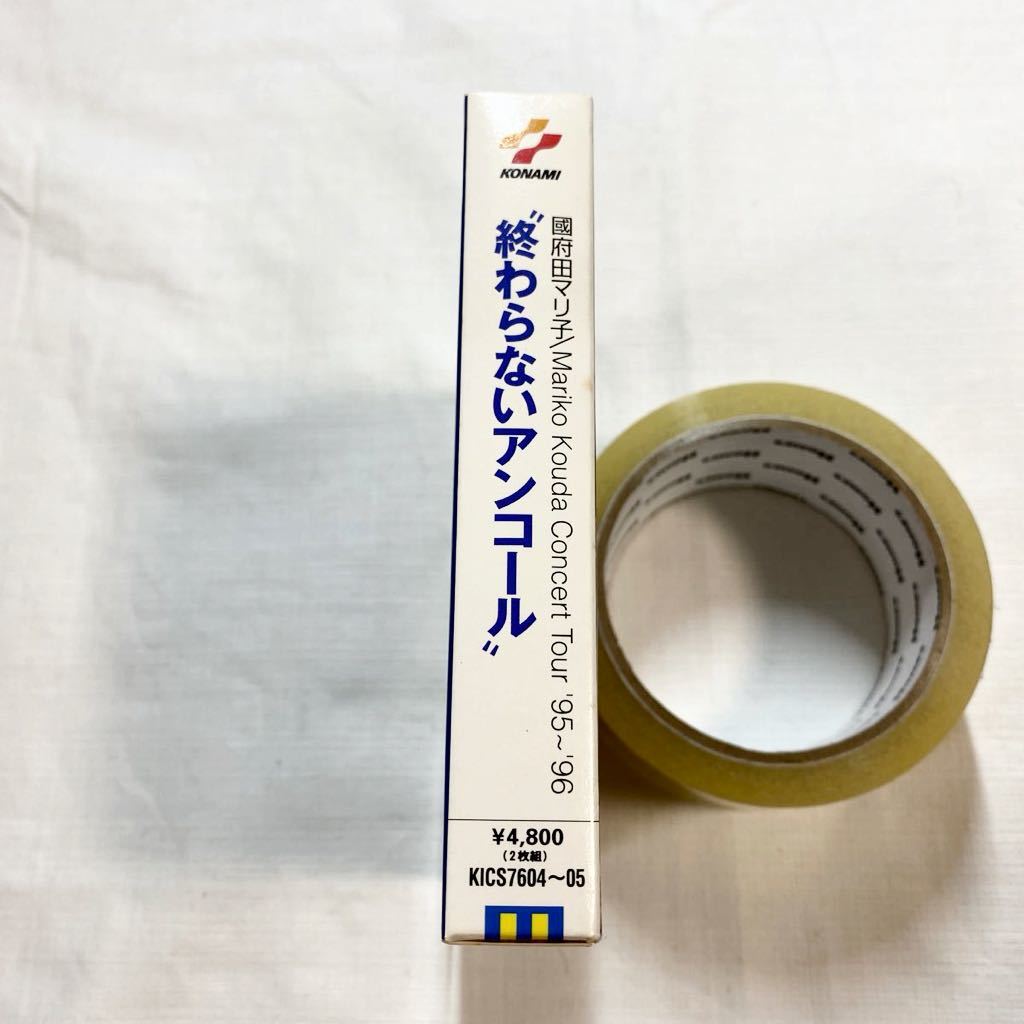 KONAMI
國府田マリ子\Mariko Kouda Concert Tour '95~'96
"終わらないアンコール"
¥4,800
(2枚組)
KICS7604〜05